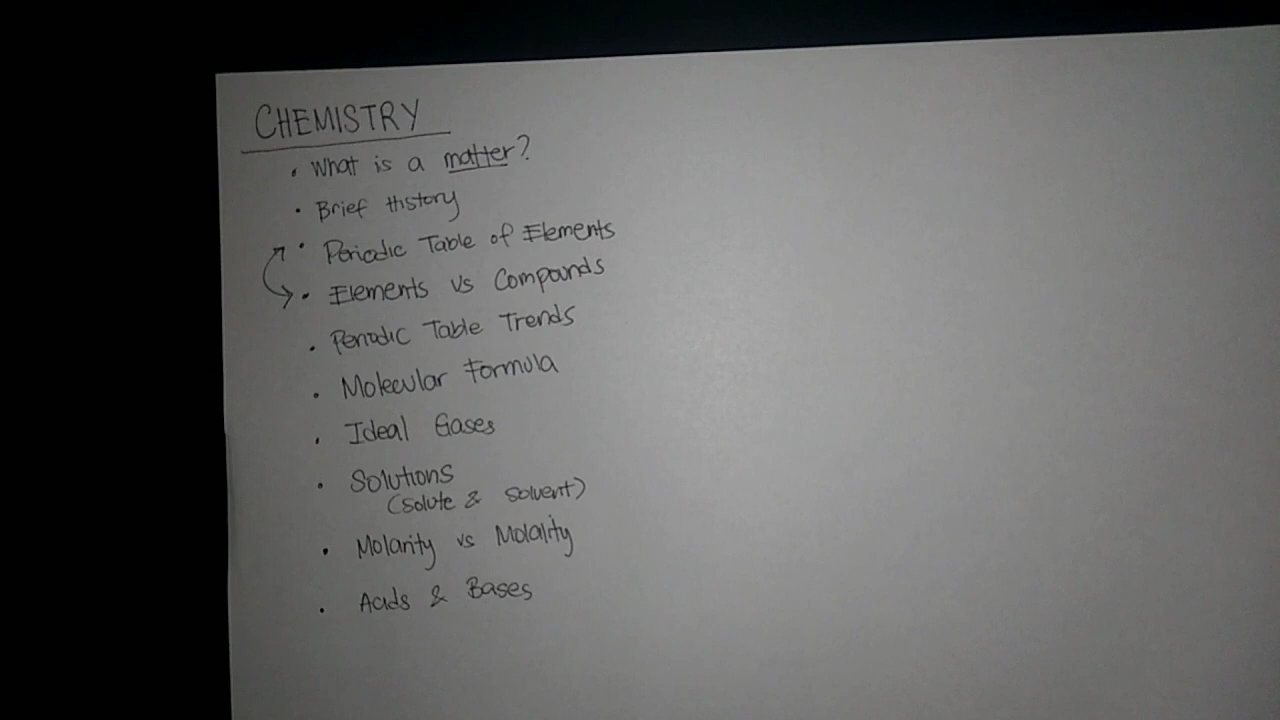 CHEMISTRY
• What is a matter?
• Brief History
• Periodic Table of Elements
• Elements vs Compounds
• Periodic Table Trends
• Molecular Formula
• Ideal Gases
• Solutions
(Solute & Solvent)
• Molarity vs Molality
• Acids & Bases